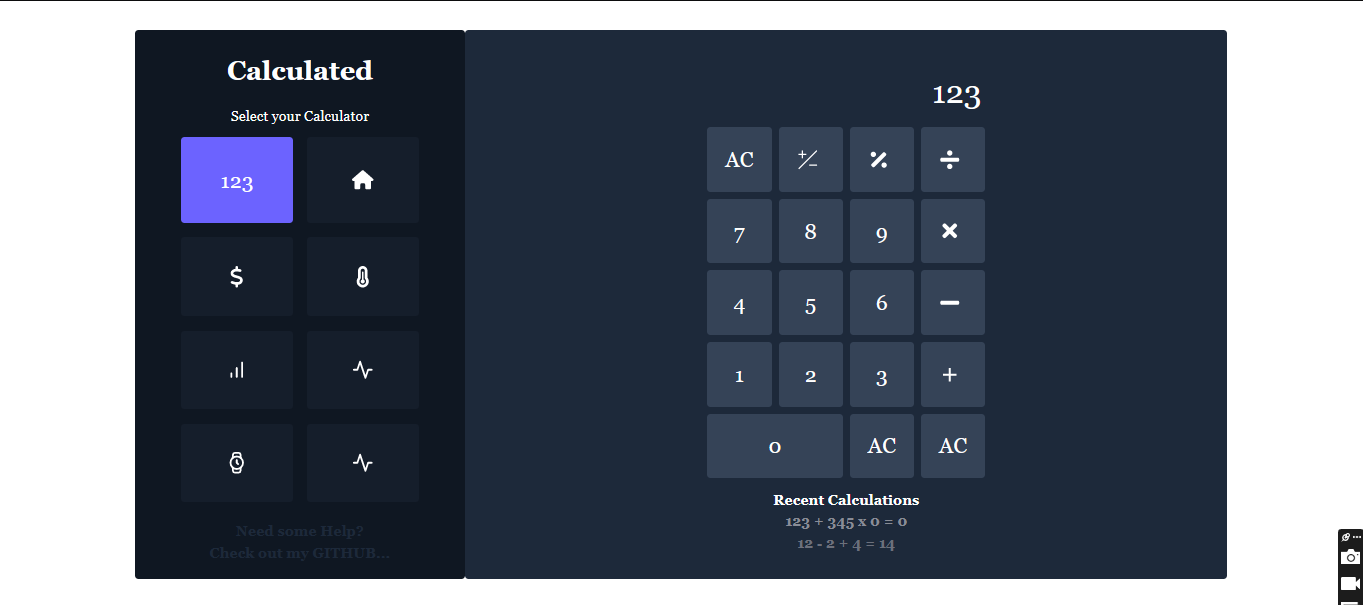 Calculated
Select your Calculator
123
$
123
AC +/- % ÷
7 8 9 ×
4 5 6 −
1 2 3 +
0 AC AC
Recent Calculations
123 + 345 x 0 = 0
12 - 2 + 4 = 14
Need some Help?
Check out my GITHUB...